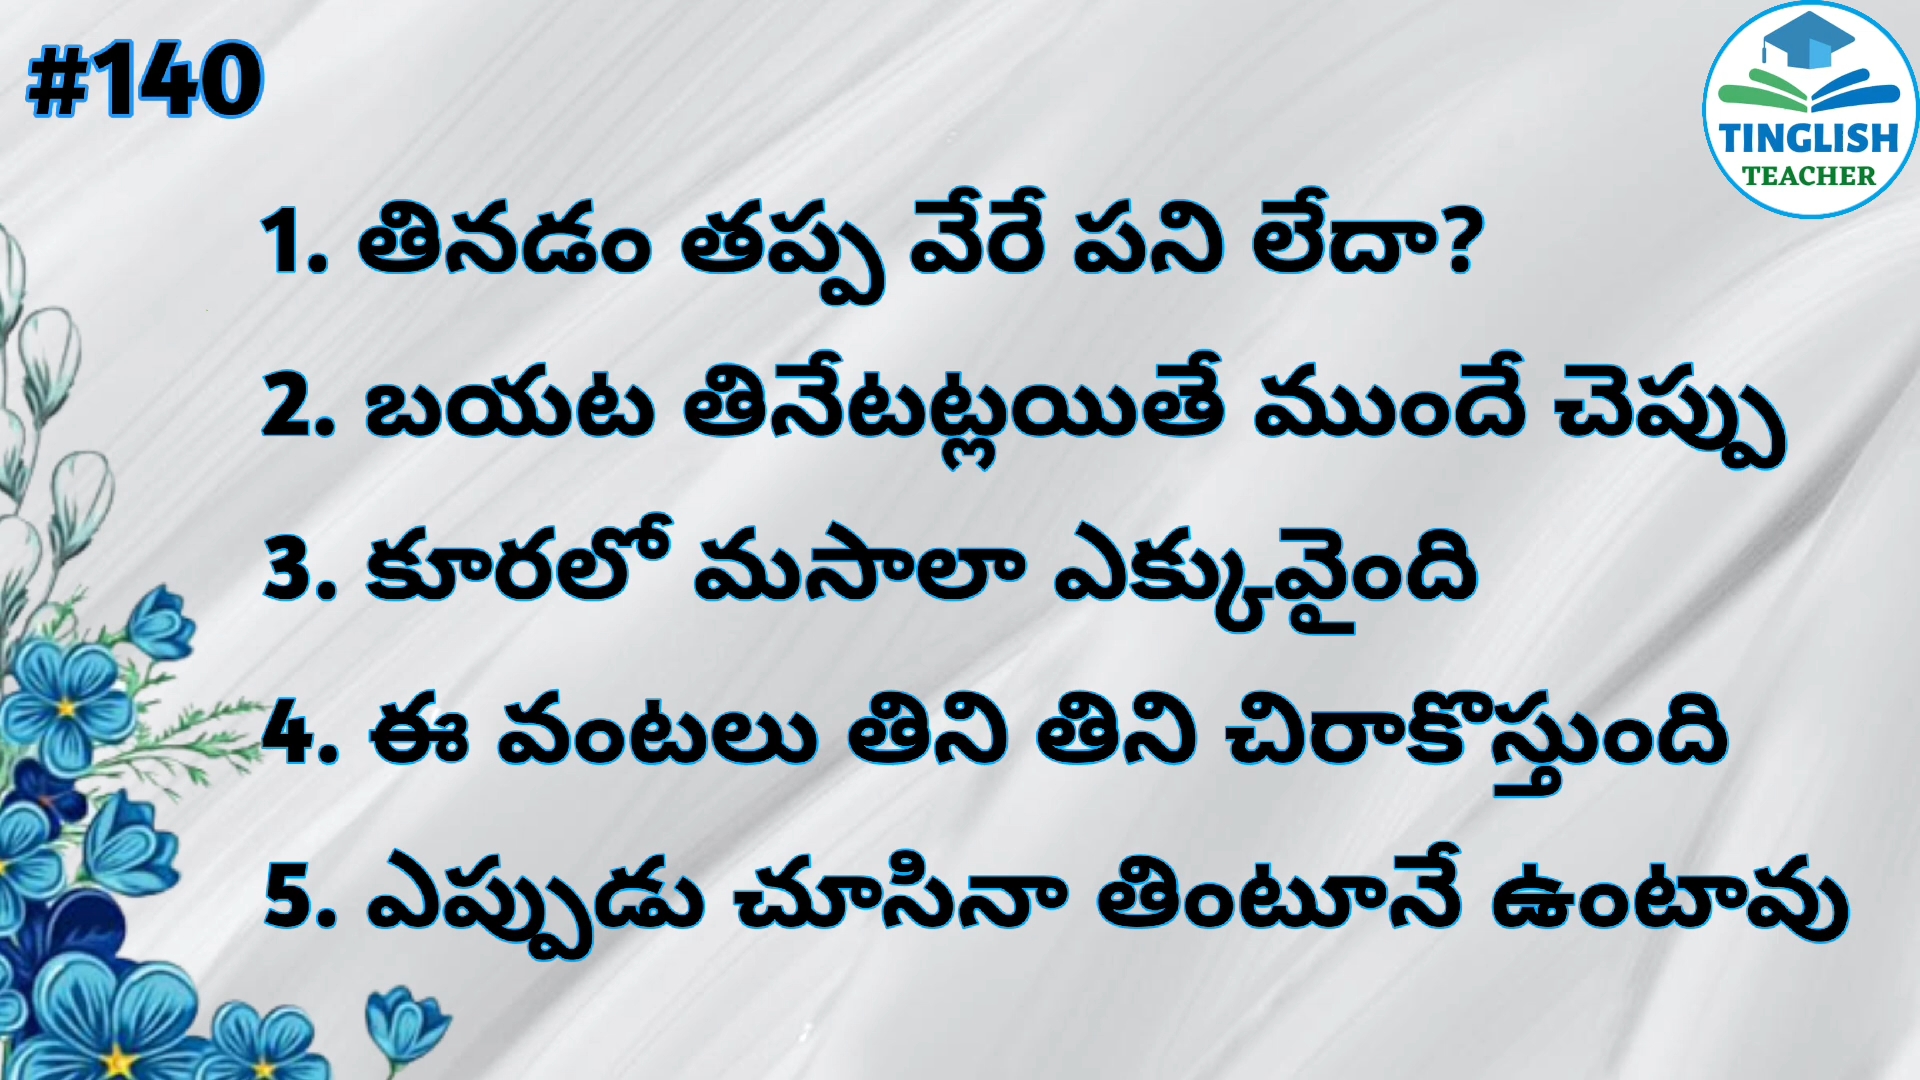 #140
TINGLISH
TEACHER
1. తినడం తప్ప వేరే పని లేదా?
2. బయట తినేటట్లయితే ముందే చెప్పు
3. కూరలో మసాలా ఎక్కువైంది
4. ఈ వంటలు తిని తిని చిరాకొస్తుంది
5. ఎప్పుడు చూసినా తింటూనే ఉంటావు